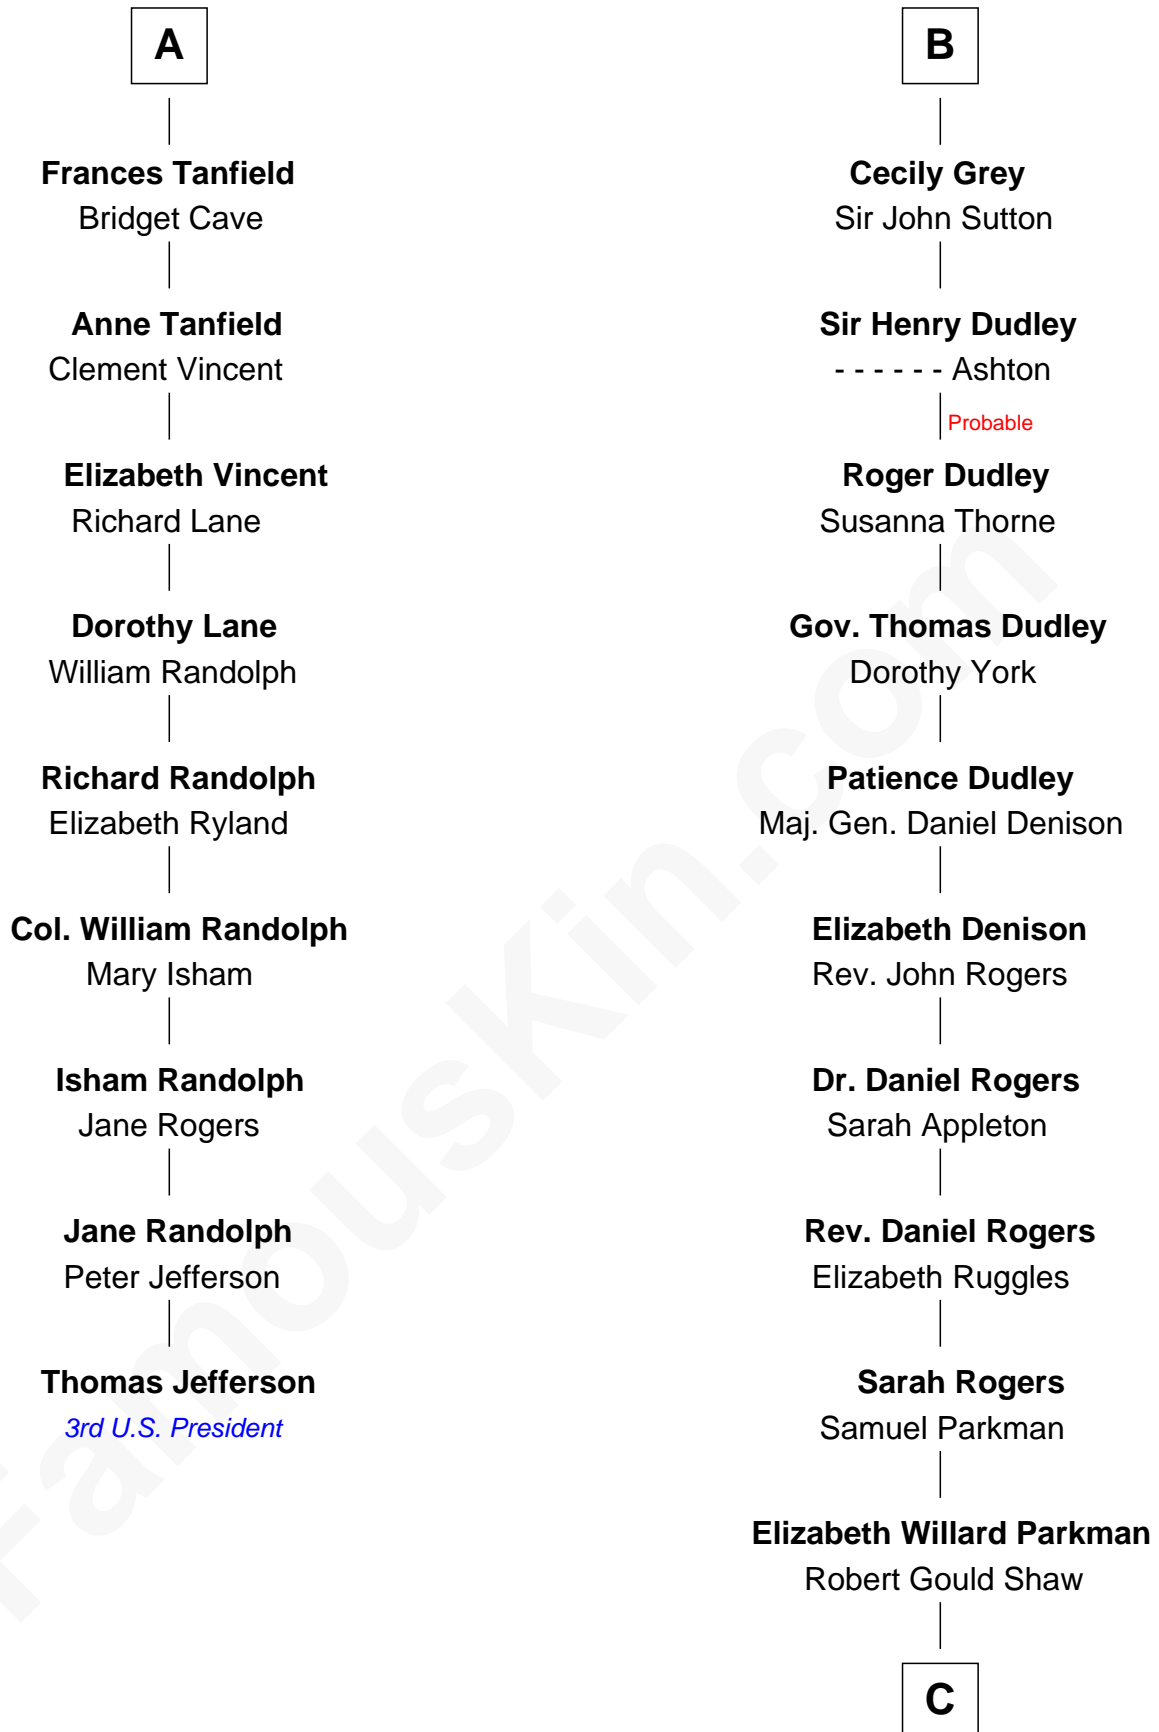 A
Frances Tanfield
Bridget Cave
Anne Tanfield
Clement Vincent
Elizabeth Vincent
Richard Lane
Dorothy Lane
William Randolph
Richard Randolph
Elizabeth Ryland
Col. William Randolph
Mary Isham
Isham Randolph
Jane Rogers
Jane Randolph
Peter Jefferson
Thomas Jefferson
3rd U.S. President
B
Cecily Grey
Sir John Sutton
Sir Henry Dudley
- - - - - - Ashton
Probable
Roger Dudley
Susanna Thorne
Gov. Thomas Dudley
Dorothy York
Patience Dudley
Maj. Gen. Daniel Denison
Elizabeth Denison
Rev. John Rogers
Dr. Daniel Rogers
Sarah Appleton
Rev. Daniel Rogers
Elizabeth Ruggles
Sarah Rogers
Samuel Parkman
Elizabeth Willard Parkman
Robert Gould Shaw
C
FamousKin.com